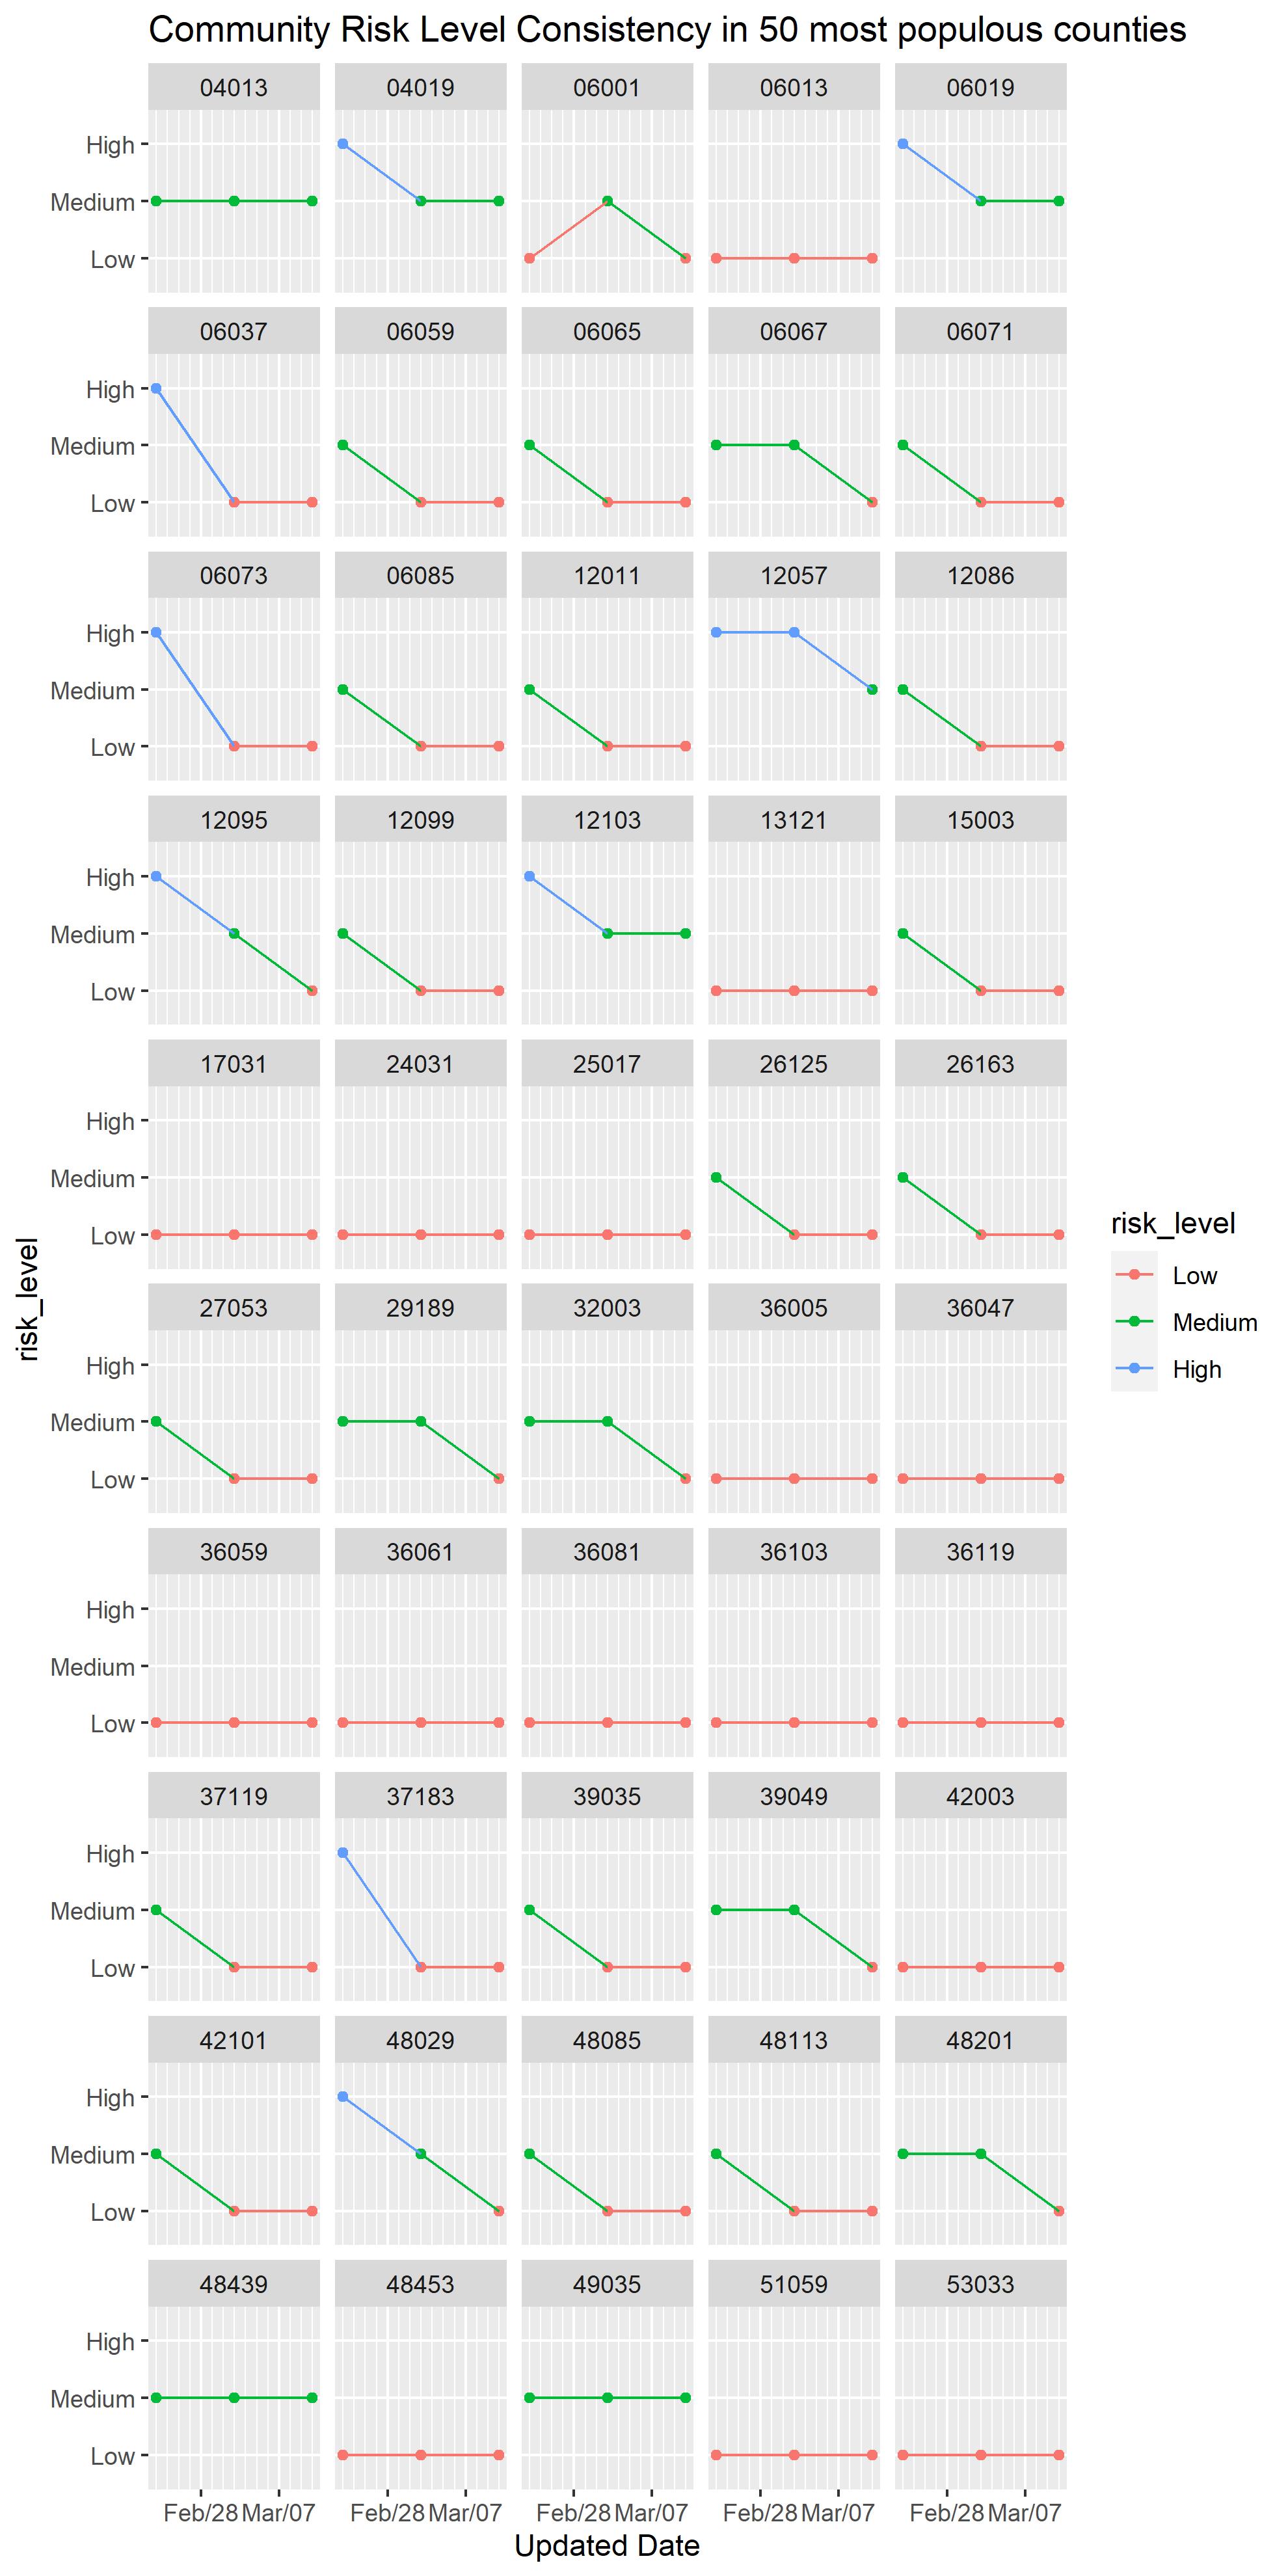 Community Risk Level Consistency in 50 most populous counties
04013 04019 06001 06013 06019
High
Medium
Low
06037 06059 06065 06067 06071
High
Medium
Low
06073 06085 12011 12057 12086
High
Medium
Low
12095 12099 12103 13121 15003
High
Medium
Low
17031 24031 25017 26125 26163
High
Medium
Low
27053 29189 32003 36005 36047
High
Medium
Low
36059 36061 36081 36103 36119
High
Medium
Low
37119 37183 39035 39049 42003
High
Medium
Low
42101 48029 48085 48113 48201
High
Medium
Low
48439 48453 49035 51059 53033
High
Medium
Low
Feb/28 Mar/07 Feb/28 Mar/07 Feb/28 Mar/07 Feb/28 Mar/07 Feb/28 Mar/07
Updated Date
risk_level
risk_level
Low
Medium
High